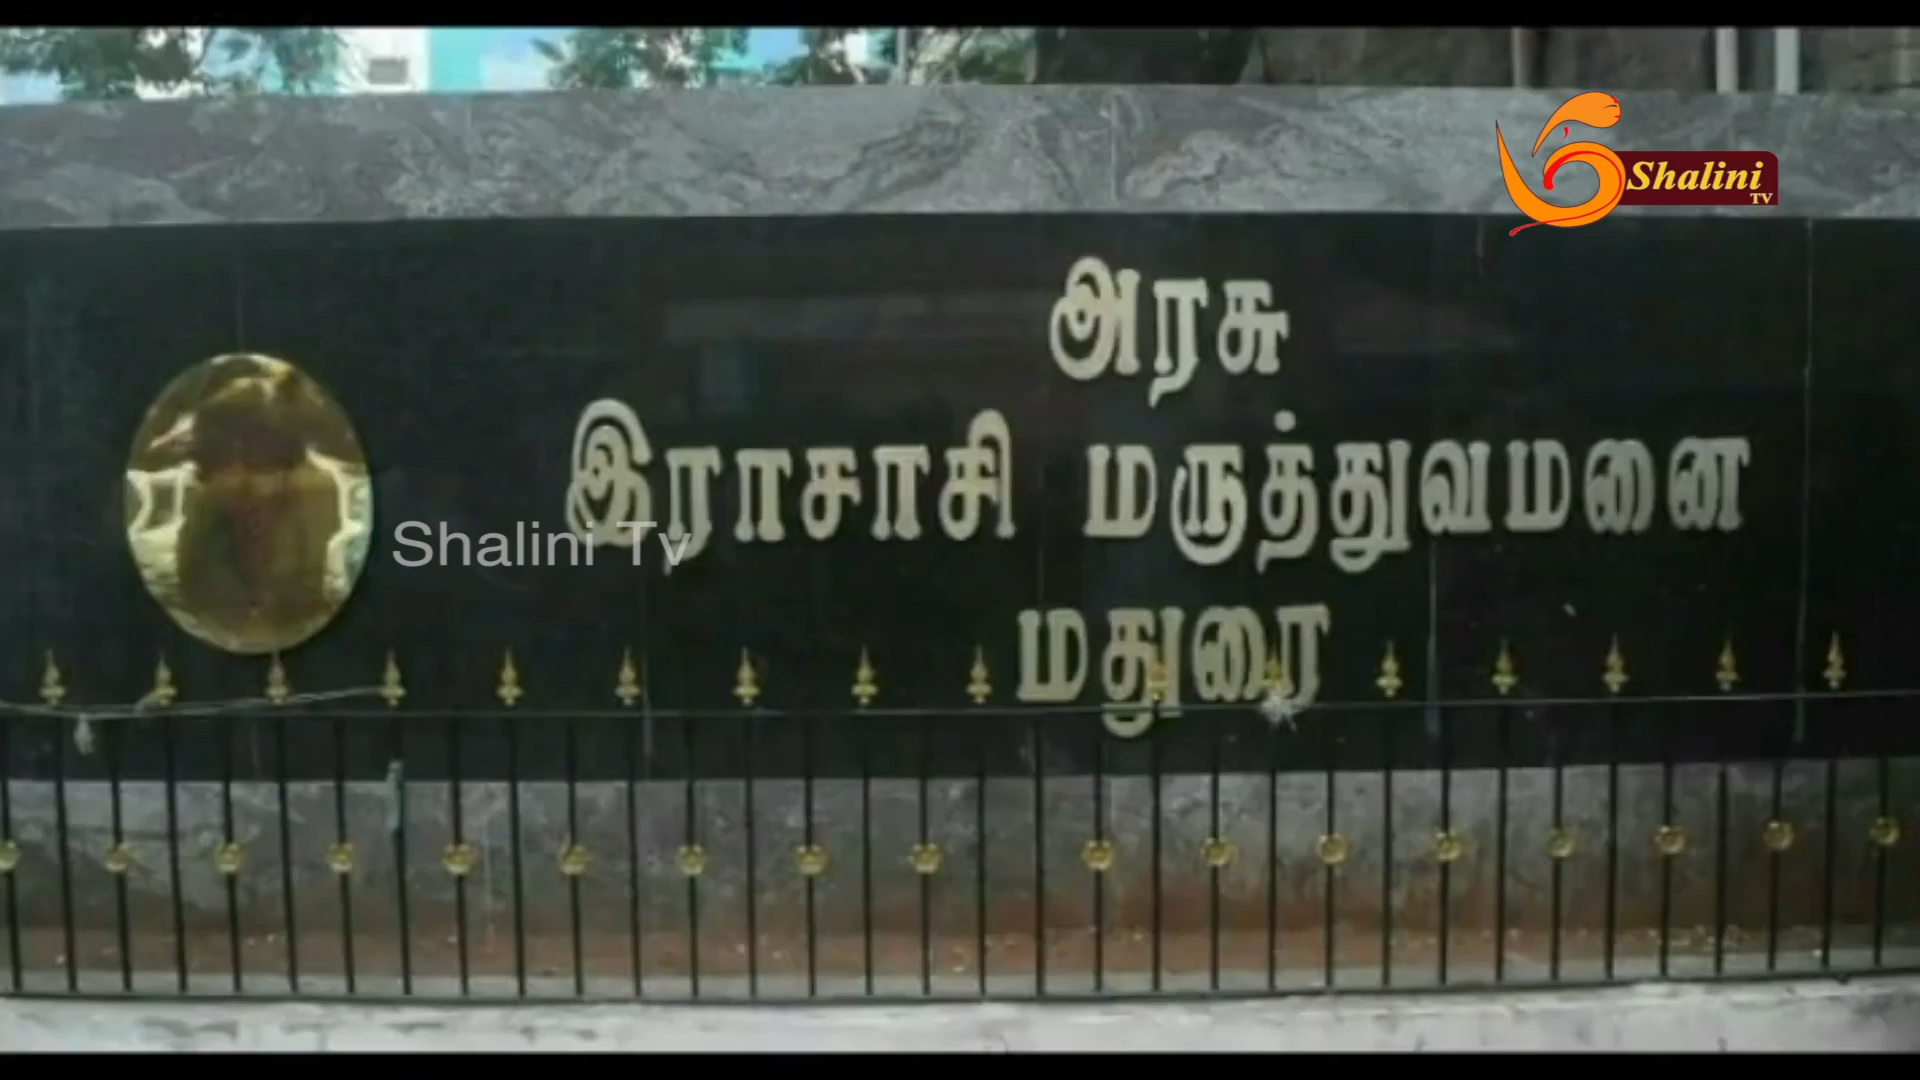 Shalini
TV
அரசு
இராசாசி மருத்துவமனை
Shalini Tv
மதுரை